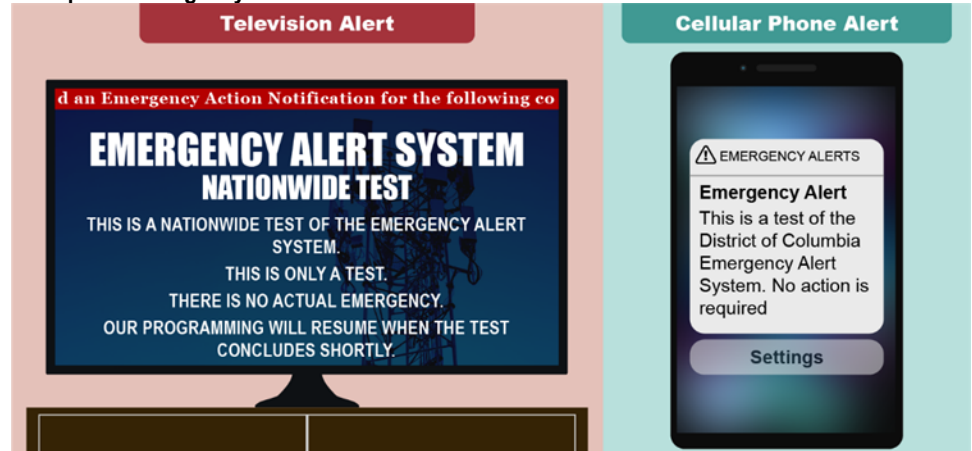 Television Alert
d an Emergency Action Notification for the following co
EMERGENCY ALERT SYSTEM
NATIONWIDE TEST
THIS IS A NATIONWIDE TEST OF THE EMERGENCY ALERT
SYSTEM.
THIS IS ONLY A TEST.
THERE IS NO ACTUAL EMERGENCY.
OUR PROGRAMMING WILL RESUME WHEN THE TEST
CONCLUDES SHORTLY.
Cellular Phone Alert
EMERGENCY ALERTS
Emergency Alert
This is a test of the
District of Columbia
Emergency Alert
System. No action is
required
Settings